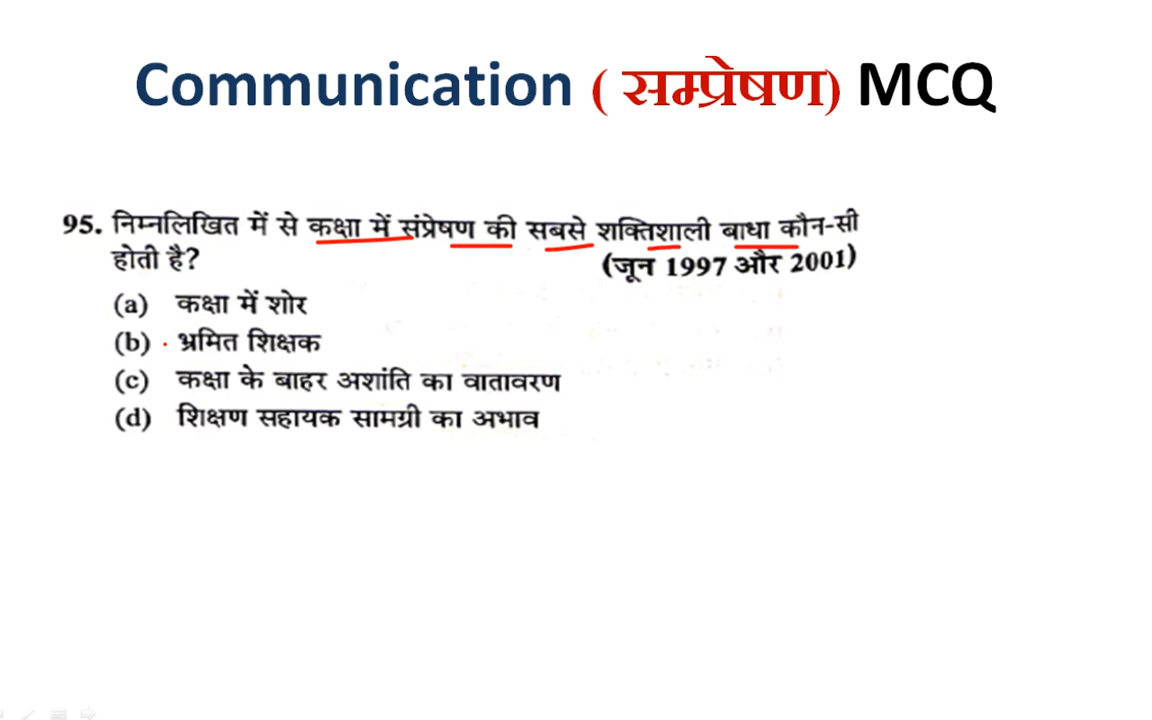 Communication ( सम्प्रेषण) MCQ
95. निम्नलिखित में से कक्षा में संप्रेषण की सबसे शक्तिशाली बाधा कौन-सी
होती है? (जून 1997 और 2001)
(a) कक्षा में शोर
(b) भ्रमित शिक्षक
(c) कक्षा के बाहर अशांति का वातावरण
(d) शिक्षण सहायक सामग्री का अभाव